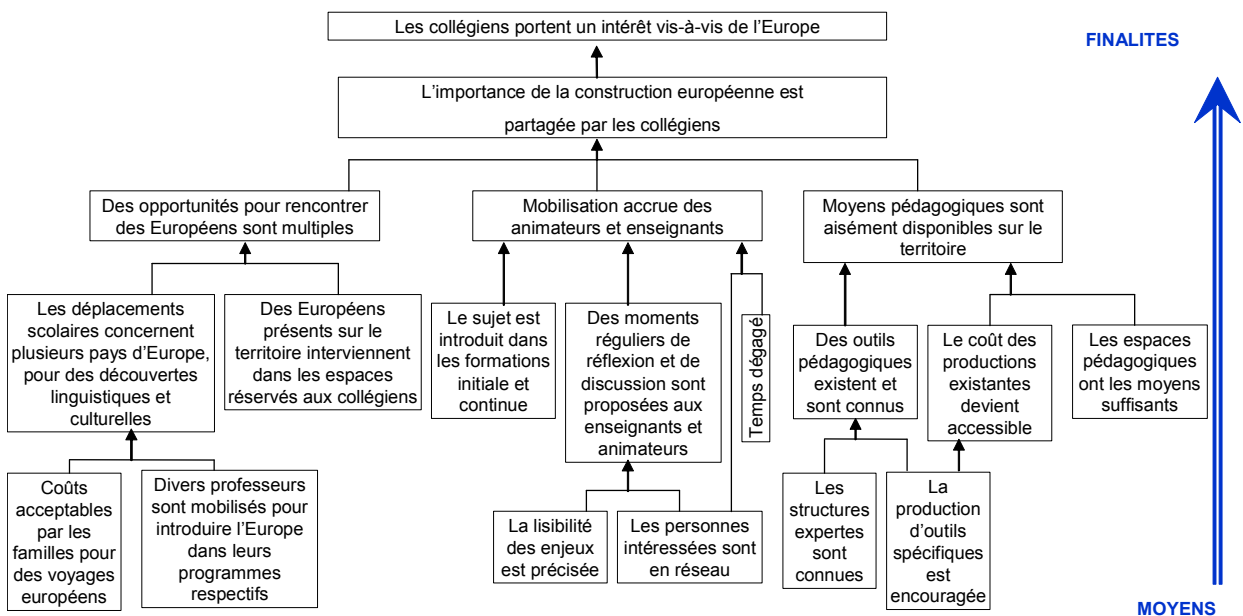 Les collégiens portent un intérêt vis-à-vis de l'Europe
FINALITES
L'importance de la construction européenne est
partagée par les collégiens
Des opportunités pour rencontrer
des Européens sont multiples
Mobilisation accrue des
animateurs et enseignants
Moyens pédagogiques sont
aisément disponibles sur le
territoire
Les déplacements
scolaires concernent
plusieurs pays d'Europe,
pour des découvertes
linguistiques et
culturelles
Des Européens
présents sur le
territoire interviennent
dans les espaces
réservés aux collégiens
Le sujet est
introduit dans
les formations
initiale et
continue
Des moments
réguliers de
réflexion et de
discussion sont
proposées aux
enseignants et
animateurs
Temps dégagé
Des outils
pédagogiques
existent et
sont connus
Le coût des
productions
existantes
devient
accessible
Les espaces
pédagogiques
ont les moyens
suffisants
Coûts
acceptables
par les
familles pour
des voyages
européens
Divers professeurs
sont mobilisés pour
introduire l'Europe
dans leurs
programmes
respectifs
La lisibilité
des enjeux
est précisée
Les personnes
intéressées sont
en réseau
Les
structures
expertes
sont
connues
La
production
d'outils
spécifiques
est
encouragée
MOYENS